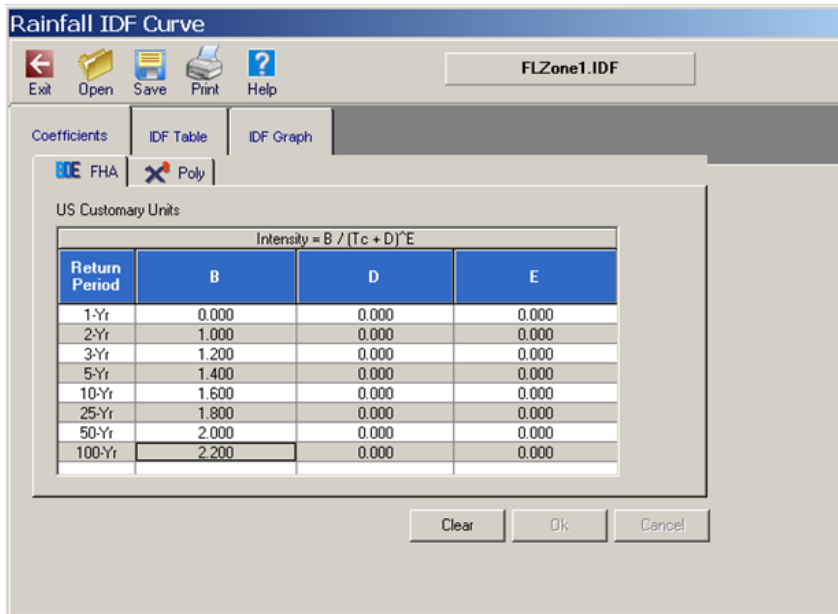 Rainfall IDF Curve
Exit Open Save Print Help
FLZone1.IDF
Coefficients IDF Table IDF Graph
BDE FHA Poly
US Customary Units
Intensity = B / (Tc + D)^E
Return Period B D E
1-Yr 0.000 0.000 0.000
2-Yr 1.000 0.000 0.000
3-Yr 1.200 0.000 0.000
5-Yr 1.400 0.000 0.000
10-Yr 1.600 0.000 0.000
25-Yr 1.800 0.000 0.000
50-Yr 2.000 0.000 0.000
100-Yr 2.200 0.000 0.000
Clear Ok Cancel